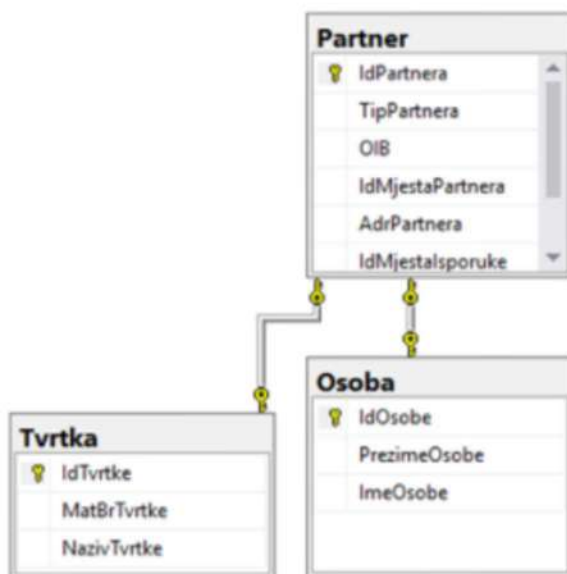 Partner
IdPartnera
TipPartnera
OIB
IdMjestaPartnera
AdrPartnera
IdMjestaIsporuke
Osoba
IdOsobe
PrezimeOsobe
ImeOsobe
Tvrtka
IdTvrtke
MatBrTvrtke
NazivTvrtke